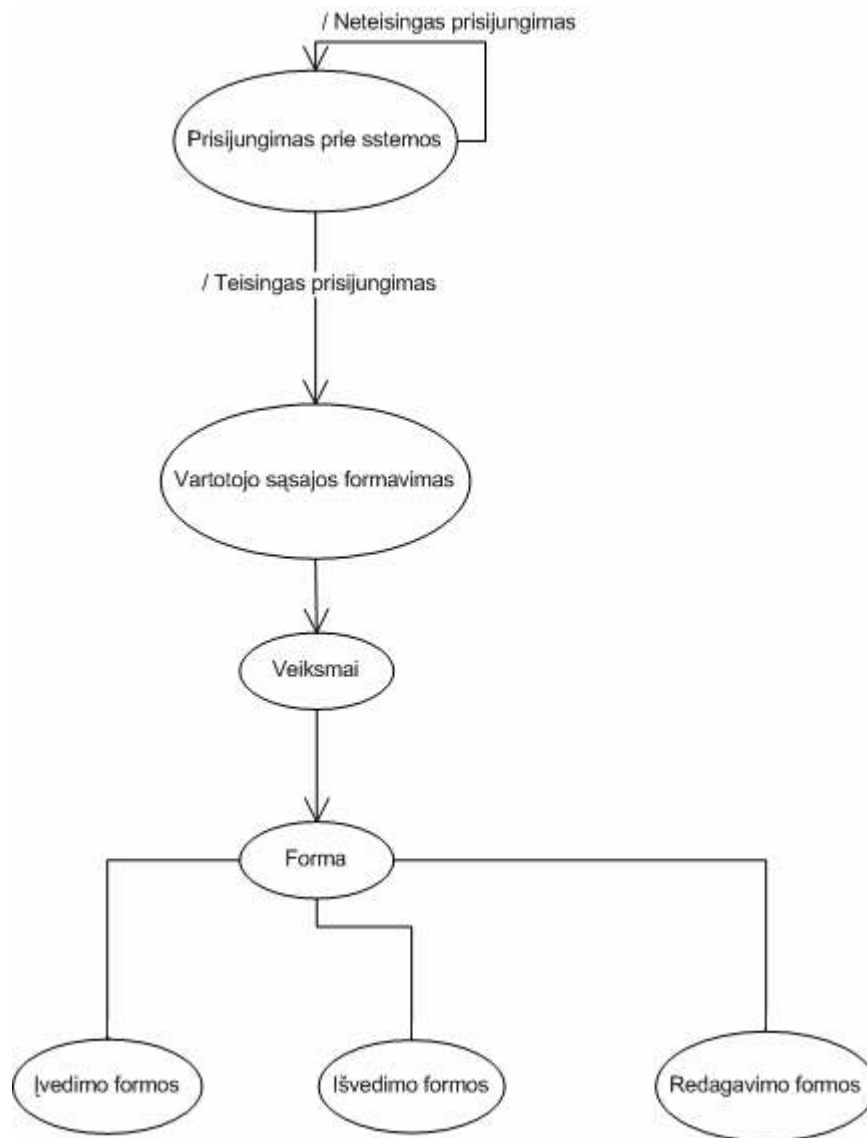 / Neteisingas prisijungimas
Prisijungimas prie sstemos
/ Teisingas prisijungimas
Vartotojo sąsajos formavimas
Veiksmai
Forma
Įvedimo formos
Išvedimo formos
Redagavimo formos